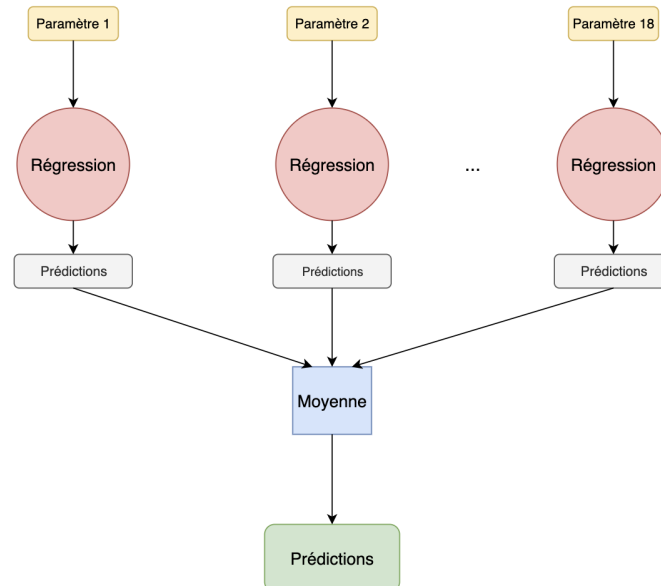 Paramètre 1
Paramètre 2
Paramètre 18
Régression
Régression
...
Régression
Prédictions
Prédictions
Prédictions
Moyenne
Prédictions